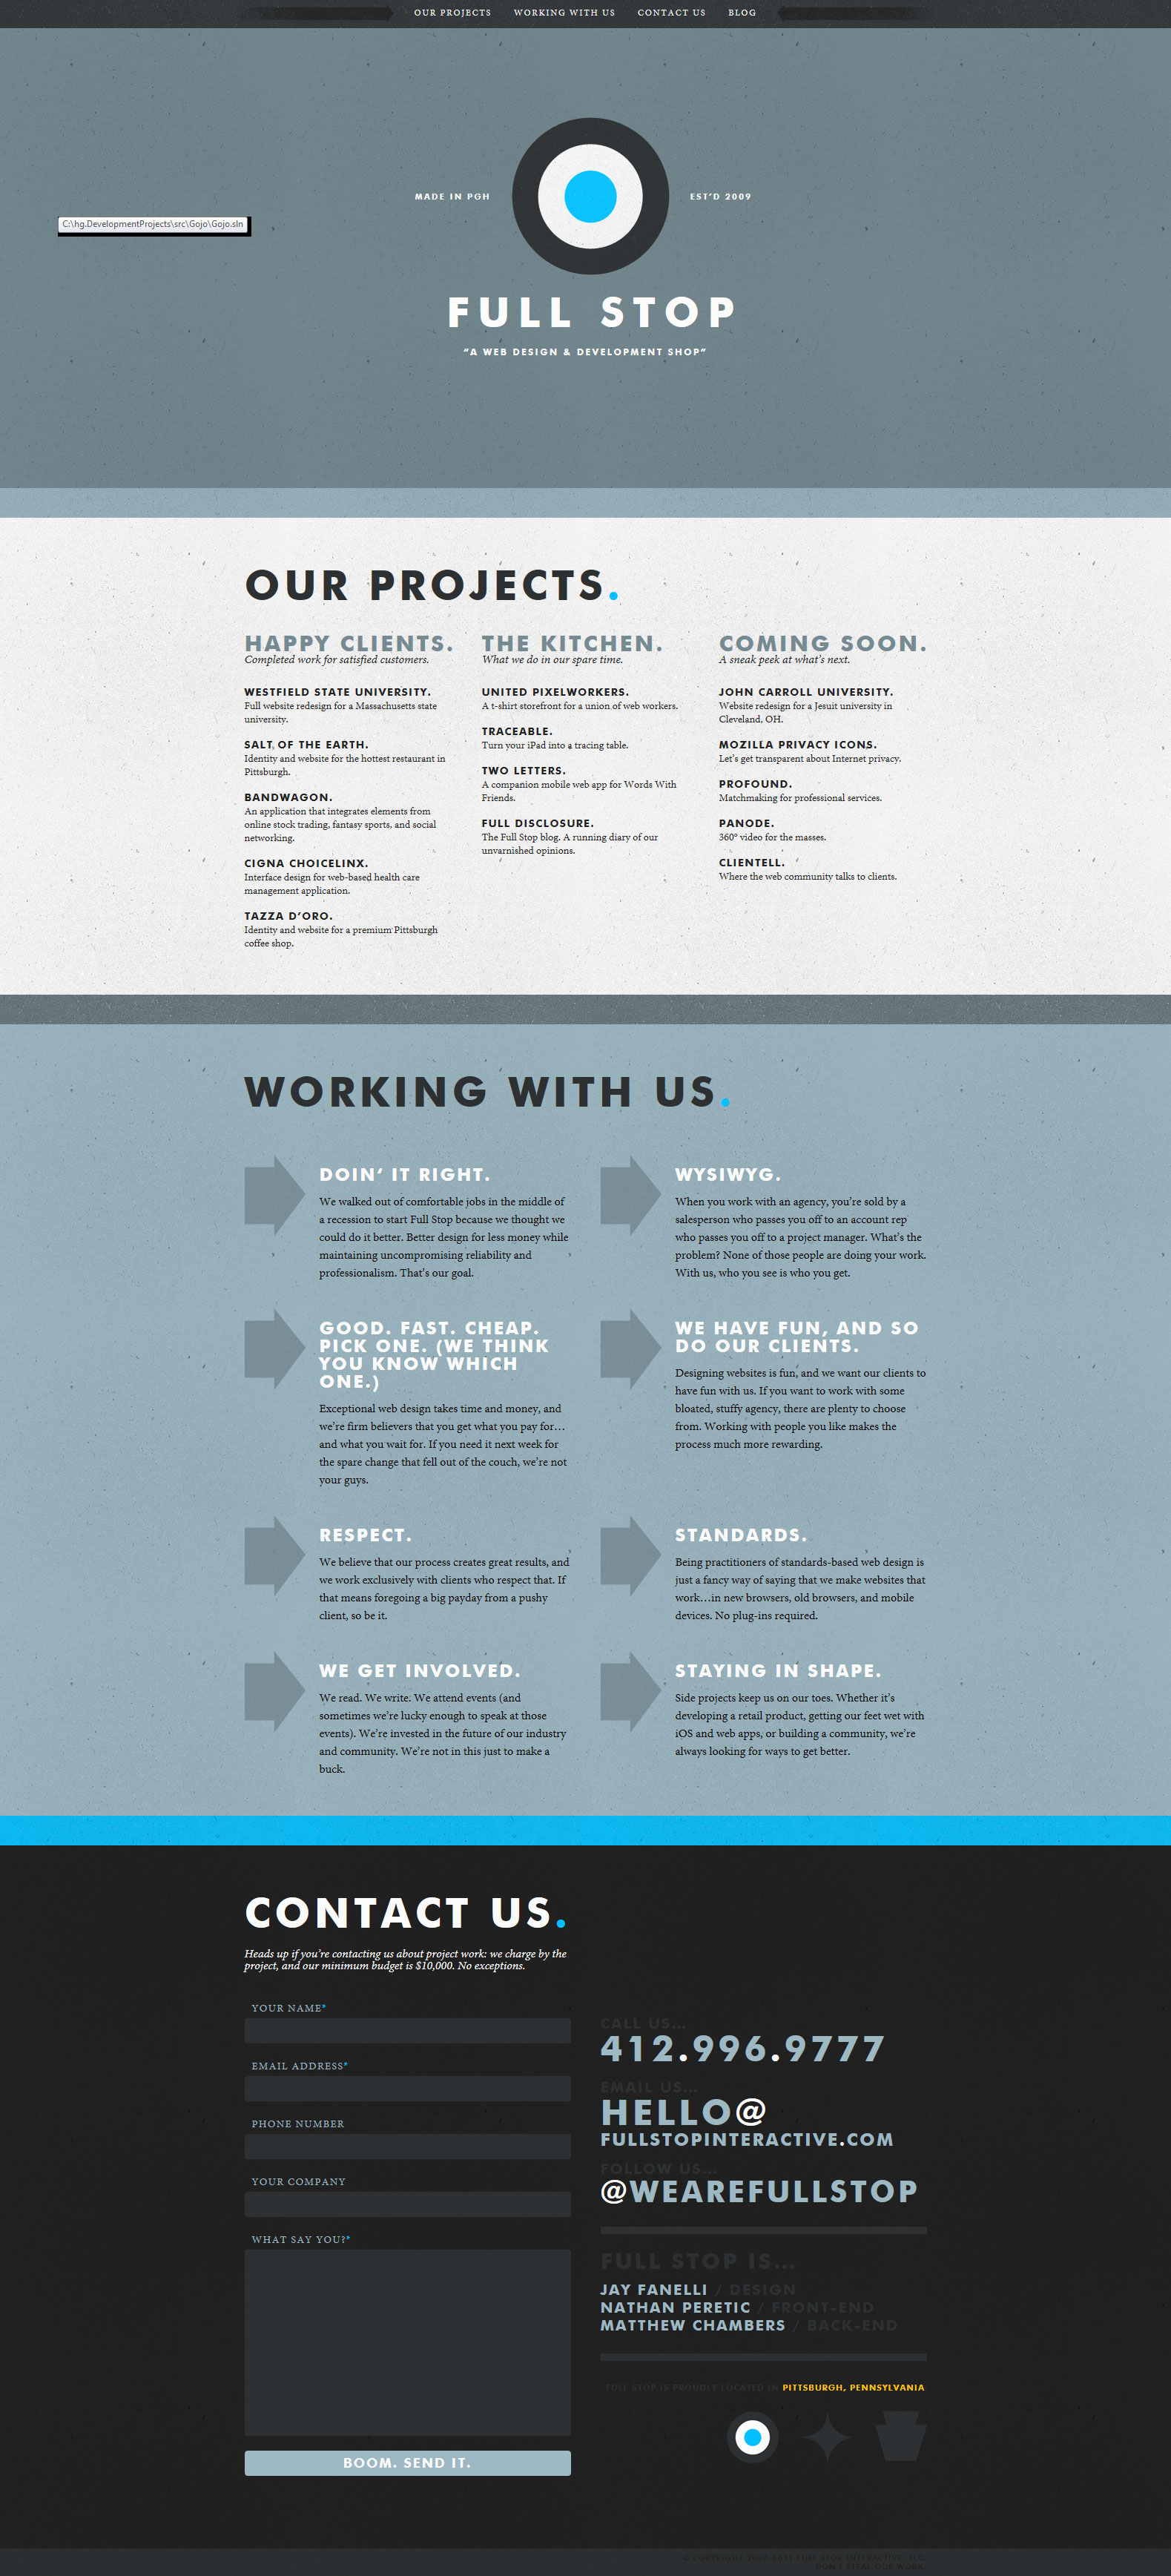 OUR PROJECTS WORKING WITH US CONTACT US BLOG
MADE IN PGH
EST'D 2009
C:\hg.DevelopmentProjects\src\Gojo\Gojo.sln
FULL STOP
“A WEB DESIGN & DEVELOPMENT SHOP”
OUR PROJECTS.
HAPPY CLIENTS.
Completed work for satisfied customers.
WESTFIELD STATE UNIVERSITY.
Full website redesign for a Massachusetts state
university.
SALT OF THE EARTH.
Identity and website for the hottest restaurant in
Pittsburgh.
BANDWAGON.
An application that integrates elements from
online stock trading, fantasy sports, and social
networking.
CIGNA CHOICELINX.
Interface design for web-based health care
management application.
TAZZA D’ORO.
Identity and website for a premium Pittsburgh
coffee shop.
THE KITCHEN.
What we do in our spare time.
UNITED PIXELWORKERS.
A t-shirt storefront for a union of web workers.
TRACEABLE.
Turn your iPad into a tracing table.
TWO LETTERS.
A companion mobile web app for Words With
Friends.
FULL DISCLOSURE.
The Full Stop blog. A running diary of our
unvarnished opinions.
COMING SOON.
A sneak peek at what’s next.
JOHN CARROLL UNIVERSITY.
Website redesign for a Jesuit university in
Cleveland, OH.
MOZILLA PRIVACY ICONS.
Let’s get transparent about Internet privacy.
PROFOUND.
Matchmaking for professional services.
PANODE.
360° video for the masses.
CLIENTELL.
Where the web community talks to clients.
WORKING WITH US.
DOIN‘ IT RIGHT.
We walked out of comfortable jobs in the middle of
a recession to start Full Stop because we thought we
could do it better. Better design for less money while
maintaining uncompromising reliability and
professionalism. That’s our goal.
WYSIWYG.
When you work with an agency, you’re sold by a
salesperson who passes you off to an account rep
who passes you off to a project manager. What’s the
problem? None of those people are doing your work.
With us, who you see is who you get.
GOOD. FAST. CHEAP.
PICK ONE. (WE THINK
YOU KNOW WHICH
ONE.)
Exceptional web design takes time and money, and
we’re firm believers that you get what you pay for…
and what you wait for. If you need it next week for
the spare change that fell out of the couch, we’re not
your guys.
WE HAVE FUN, AND SO
DO OUR CLIENTS.
Designing websites is fun, and we want our clients to
have fun with us. If you want to work with some
bloated, stuffy agency, there are plenty to choose
from. Working with people you like makes the
process much more rewarding.
RESPECT.
We believe that our process creates great results, and
we work exclusively with clients who respect that. If
that means foregoing a big payday from a pushy
client, so be it.
STANDARDS.
Being practitioners of standards-based web design is
just a fancy way of saying that we make websites that
work…in new browsers, old browsers, and mobile
devices. No plug-ins required.
WE GET INVOLVED.
We read. We write. We attend events (and
sometimes we’re lucky enough to speak at those
events). We’re invested in the future of our industry
and community. We’re not in this just to make a
buck.
STAYING IN SHAPE.
Side projects keep us on our toes. Whether it’s
developing a retail product, getting our feet wet with
iOS and web apps, or building a community, we’re
always looking for ways to get better.
CONTACT US.
Heads up if you’re contacting us about project work: we charge by the
project, and our minimum budget is $10,000. No exceptions.
YOUR NAME*
EMAIL ADDRESS*
PHONE NUMBER
YOUR COMPANY
WHAT SAY YOU?*
BOOM. SEND IT.
CALL US…
412.996.9777
EMAIL US…
HELLO@
FULLSTOPINTERACTIVE.COM
FOLLOW US…
@WEAREFULLSTOP
FULL STOP IS…
JAY FANELLI / DESIGN
NATHAN PERETIC / FRONT-END
MATTHEW CHAMBERS / BACK-END
FULL STOP IS PROUDLY LOCATED IN PITTSBURGH, PENNSYLVANIA
© COPYRIGHT 2009-2011 FULL STOP INTERACTIVE, LLC.
DON’T STEAL OUR WORK.